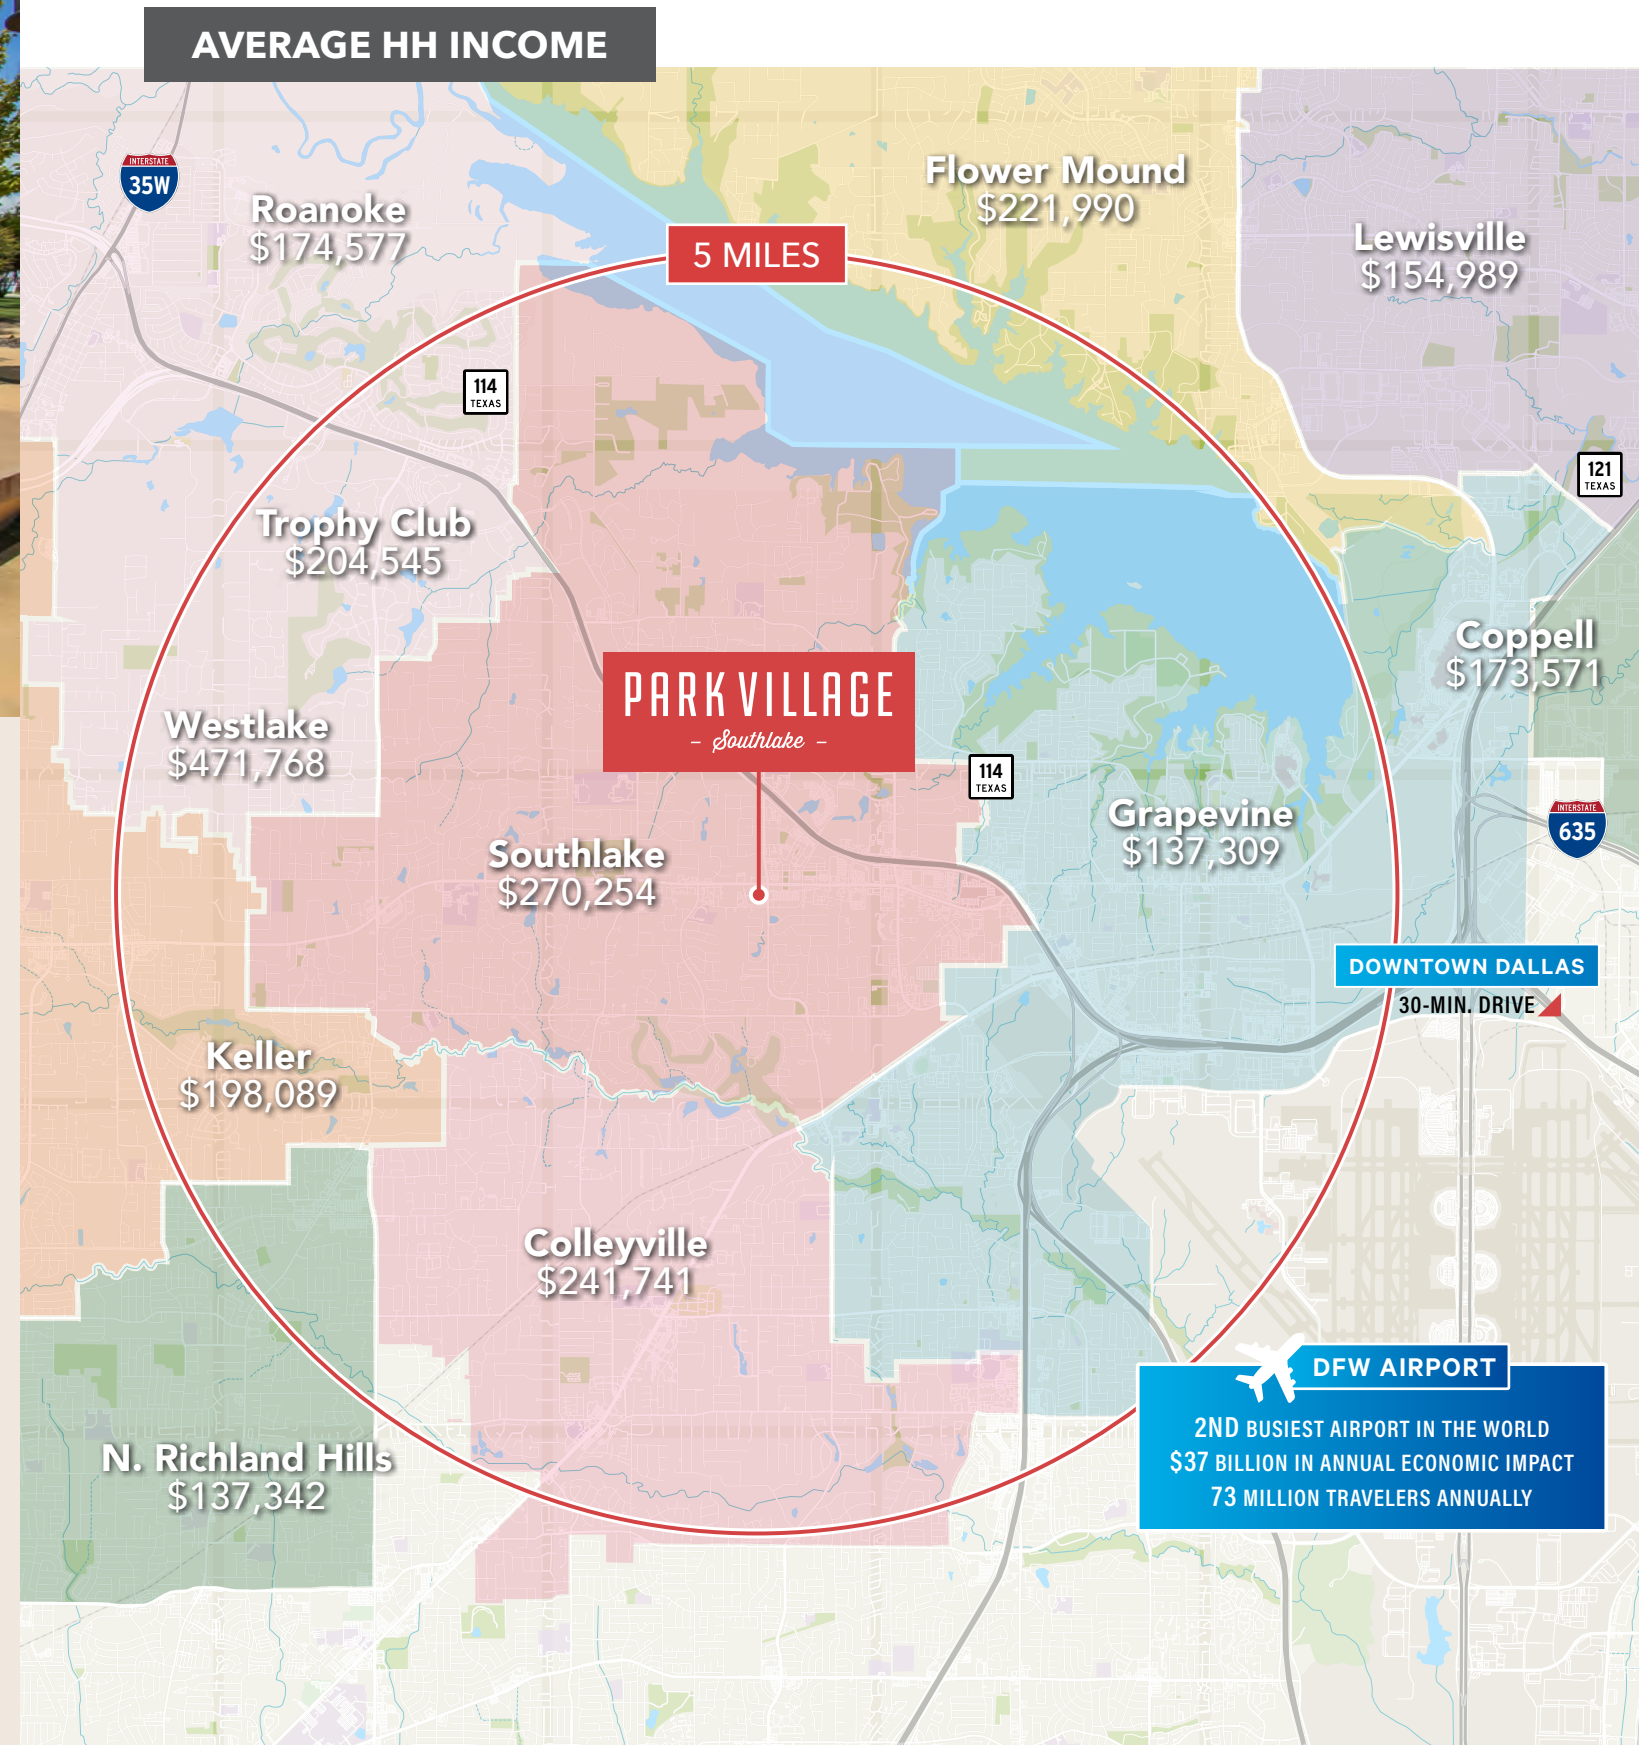 AVERAGE HH INCOME
INTERSTATE
35W
Roanoke
$174,577
Flower Mound
$221,990
Lewisville
$154,989
5 MILES
114
TEXAS
121
TEXAS
Trophy Club
$204,545
Coppell
$173,571
PARK VILLAGE
- Southlake -
Westlake
$471,768
114
TEXAS
Grapevine
$137,309
INTERSTATE
635
Southlake
$270,254
DOWNTOWN DALLAS
30-MIN. DRIVE
Keller
$198,089
Colleyville
$241,741
DFW AIRPORT
2ND BUSIEST AIRPORT IN THE WORLD
$37 BILLION IN ANNUAL ECONOMIC IMPACT
73 MILLION TRAVELERS ANNUALLY
N. Richland Hills
$137,342